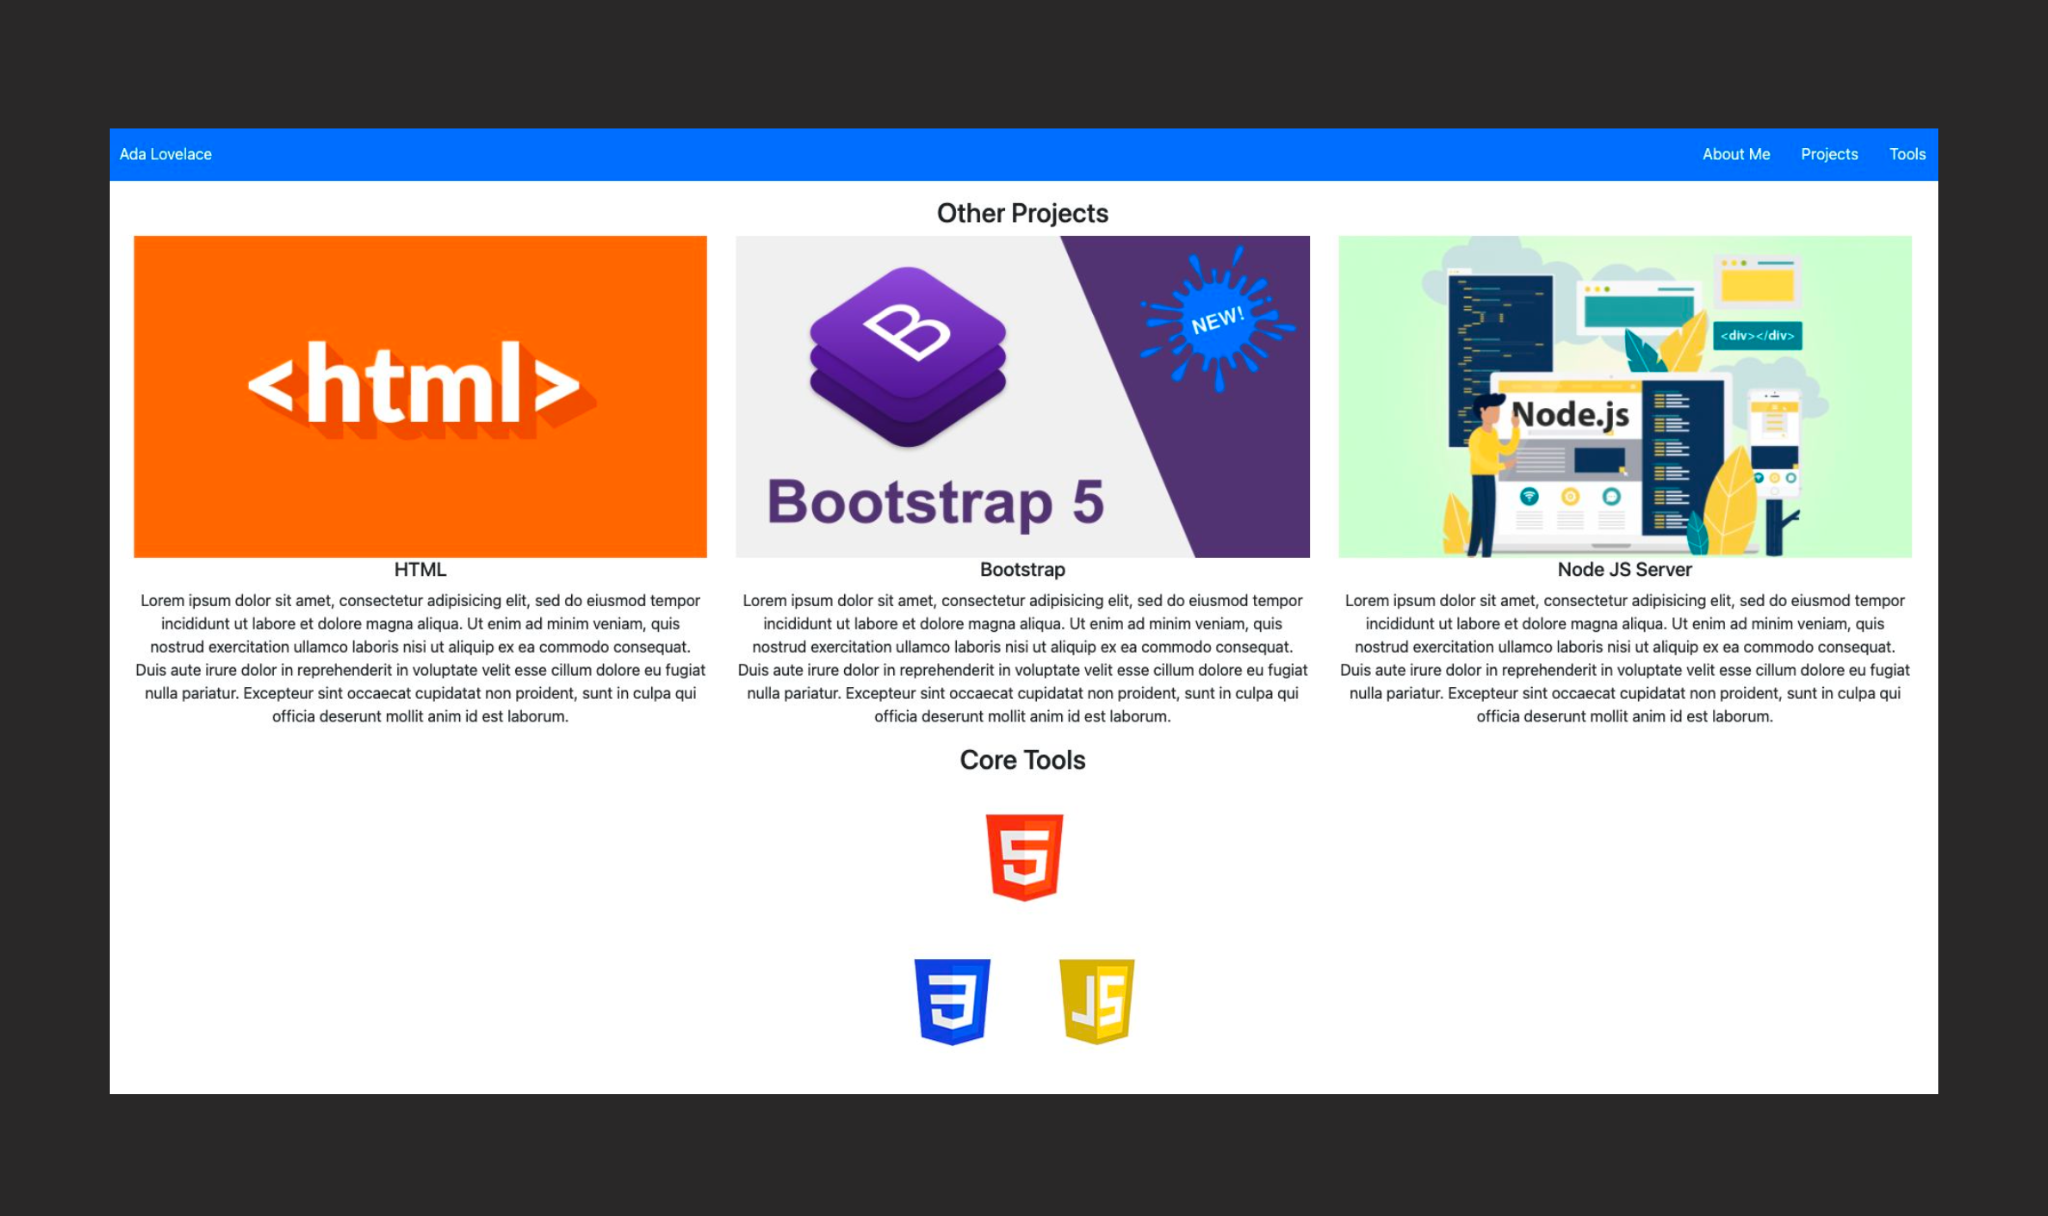 Ada Lovelace
About Me
Projects
Tools
Other Projects
<html>
B
NEW!
Bootstrap 5
<div></div>
Node.js
HTML
Lorem ipsum dolor sit amet, consectetur adipisicing elit, sed do eiusmod tempor
incididunt ut labore et dolore magna aliqua. Ut enim ad minim veniam, quis
nostrud exercitation ullamco laboris nisi ut aliquip ex ea commodo consequat.
Duis aute irure dolor in reprehenderit in voluptate velit esse cillum dolore eu fugiat
nulla pariatur. Excepteur sint occaecat cupidatat non proident, sunt in culpa qui
officia deserunt mollit anim id est laborum.
Bootstrap
Lorem ipsum dolor sit amet, consectetur adipisicing elit, sed do eiusmod tempor
incididunt ut labore et dolore magna aliqua. Ut enim ad minim veniam, quis
nostrud exercitation ullamco laboris nisi ut aliquip ex ea commodo consequat.
Duis aute irure dolor in reprehenderit in voluptate velit esse cillum dolore eu fugiat
nulla pariatur. Excepteur sint occaecat cupidatat non proident, sunt in culpa qui
officia deserunt mollit anim id est laborum.
Node JS Server
Lorem ipsum dolor sit amet, consectetur adipisicing elit, sed do eiusmod tempor
incididunt ut labore et dolore magna aliqua. Ut enim ad minim veniam, quis
nostrud exercitation ullamco laboris nisi ut aliquip ex ea commodo consequat.
Duis aute irure dolor in reprehenderit in voluptate velit esse cillum dolore eu fugiat
nulla pariatur. Excepteur sint occaecat cupidatat non proident, sunt in culpa qui
officia deserunt mollit anim id est laborum.
Core Tools
5
3
JS